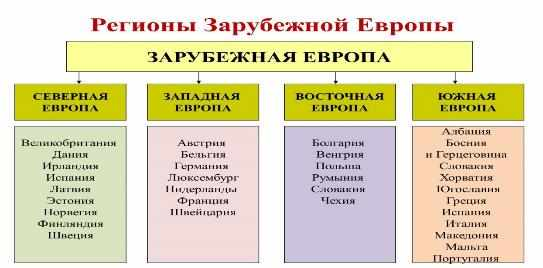 Регионы Зарубежной Европы
ЗАРУБЕЖНАЯ ЕВРОПА
СЕВЕРНАЯ
ЕВРОПА
Великобритания
Дания
Ирландия
Испания
Латвия
Эстония
Норвегия
Финляндия
Швеция
ЗАПАДНАЯ
ЕВРОПА
Австрия
Бельгия
Германия
Люксембург
Нидерланды
Франция
Швейцария
ВОСТОЧНАЯ
ЕВРОПА
Болгария
Венгрия
Польша
Румыния
Словакия
Чехия
ЮЖНАЯ
ЕВРОПА
Албания
Босния
и Герцеговина
Словакия
Хорватия
Югославия
Греция
Испания
Италия
Македония
Мальта
Португалия